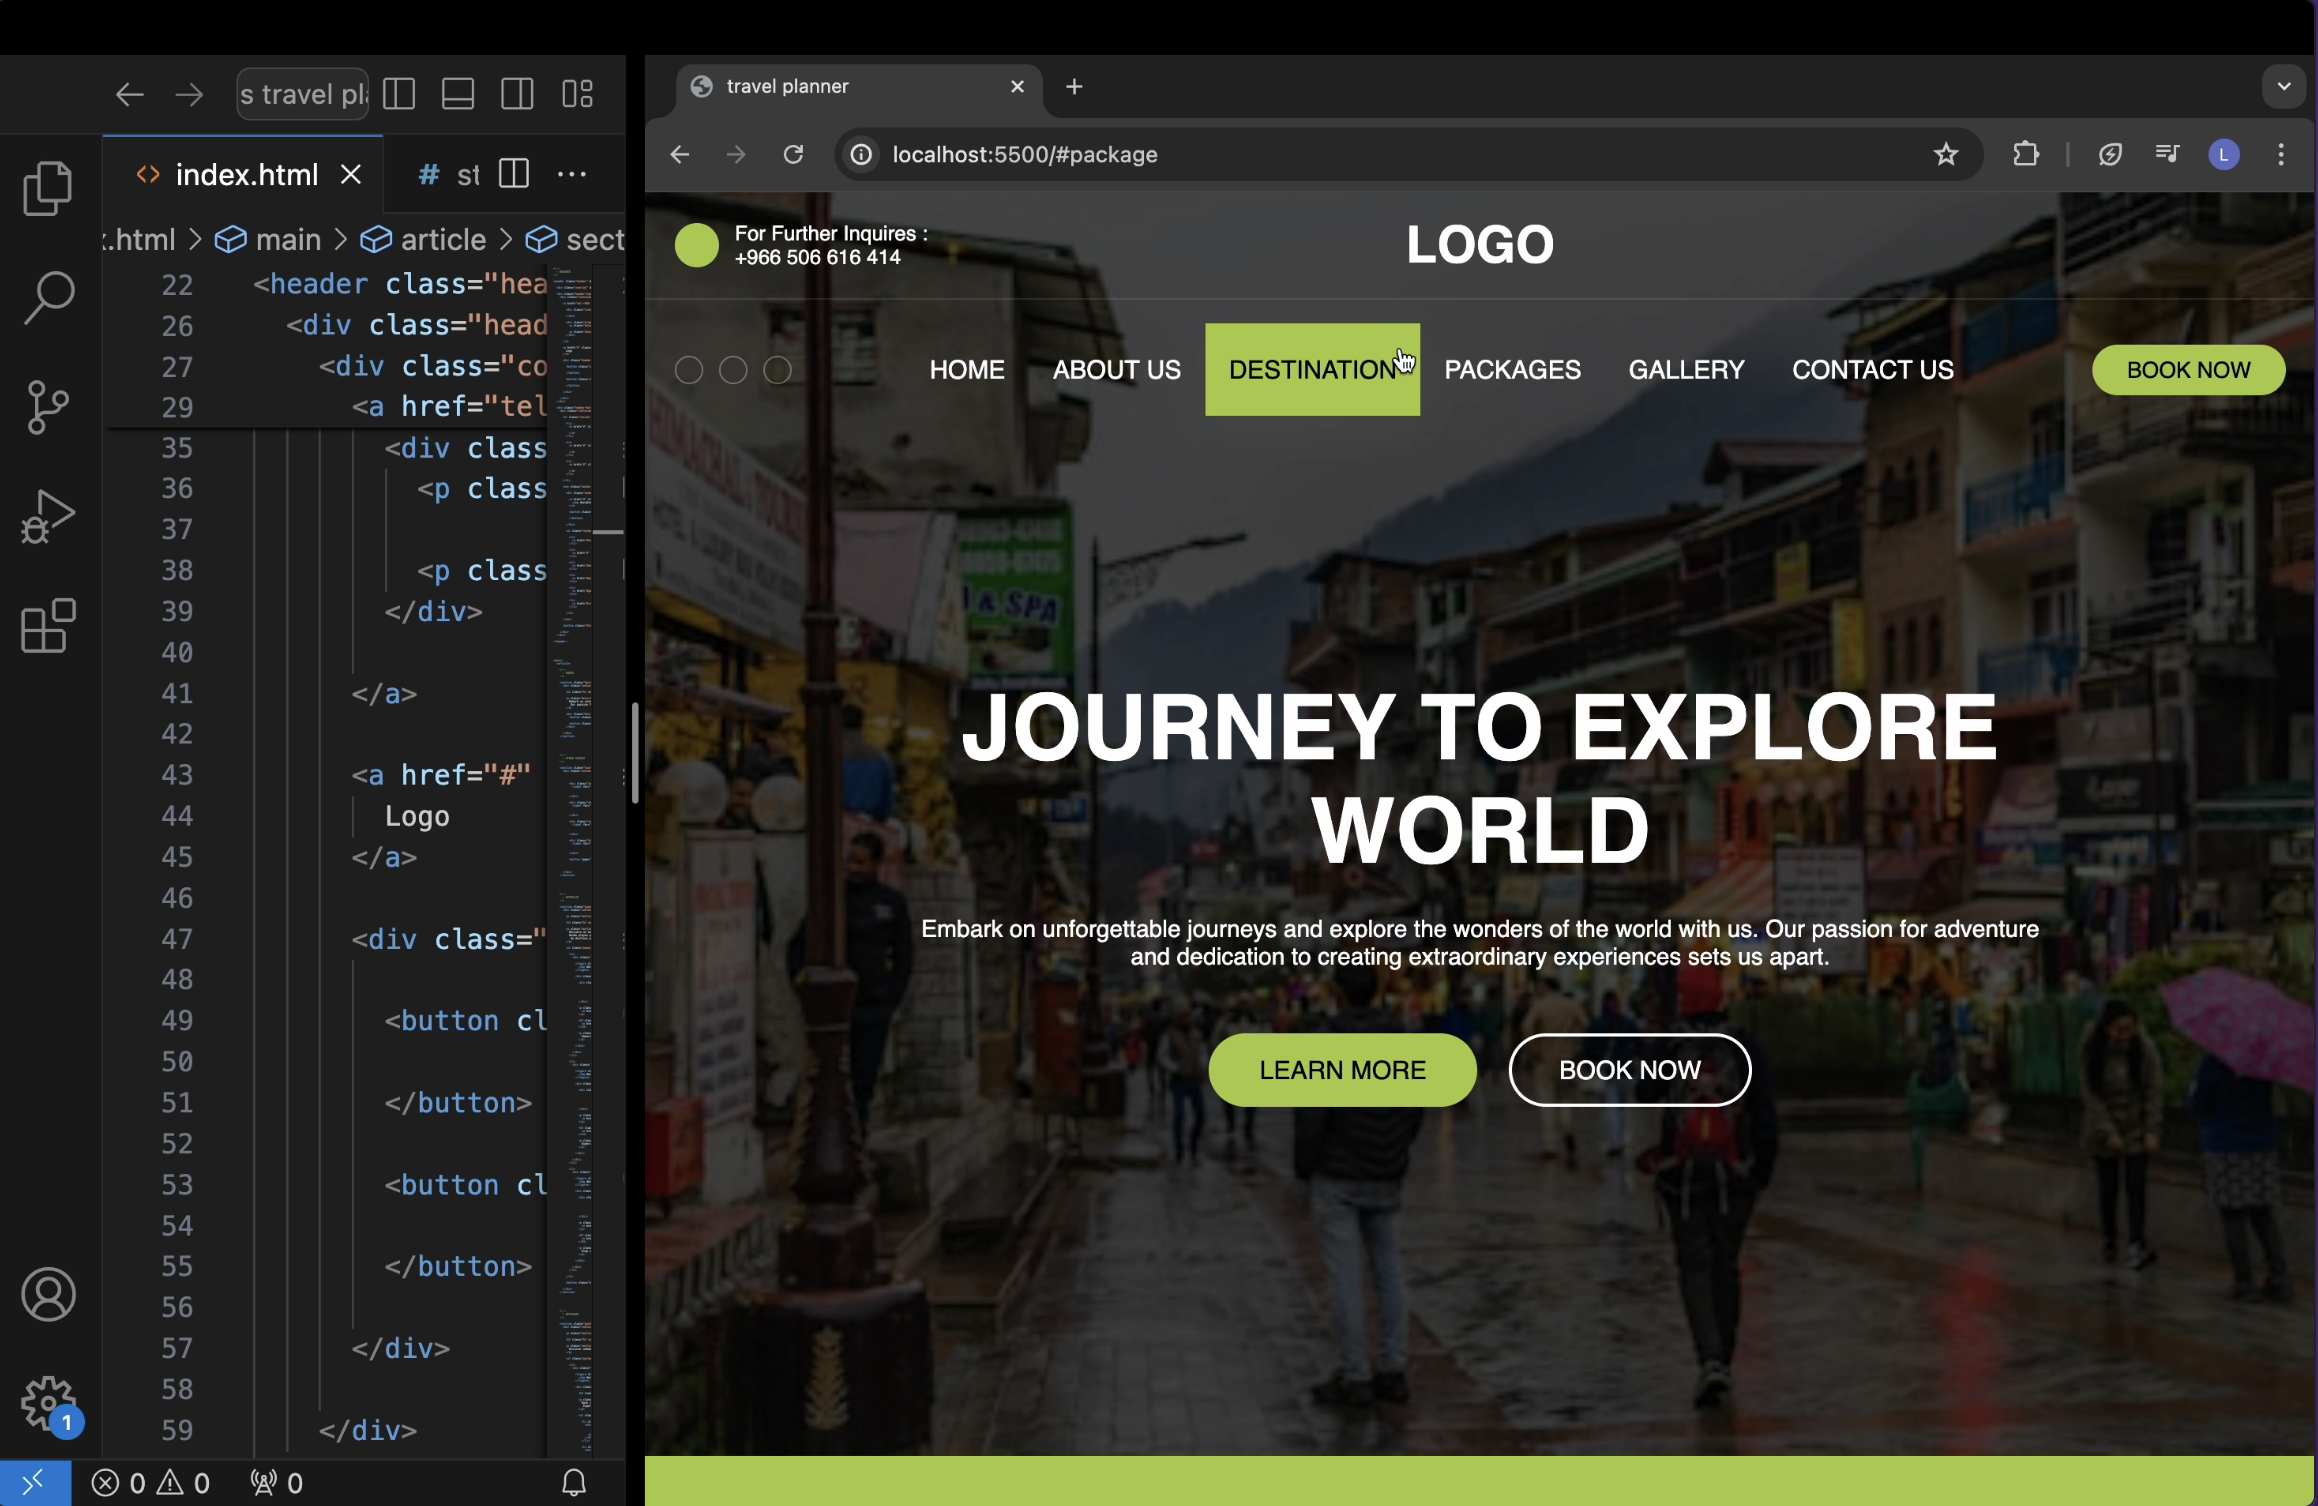 s travel pl
index.html
# st
.html > main > article > sect
22 <header class="hea
26 <div class="head
27 <div class="co
29 <a href="tel
35 <div class
36 <p class
37
38 <p class
39 </div>
40
41 </a>
42
43 <a href="#"
44 Logo
45 </a>
46
47 <div class="
48
49 <button cl
50
51 </button>
52
53 <button cl
54
55 </button>
56
57 </div>
58
59 </div>
0 0 0
1
travel planner
localhost:5500/#package
L
For Further Inquires :
+966 506 616 414
LOGO
HOME ABOUT US DESTINATION PACKAGES GALLERY CONTACT US BOOK NOW
& SPA
JOURNEY TO EXPLORE
WORLD
Embark on unforgettable journeys and explore the wonders of the world with us. Our passion for adventure
and dedication to creating extraordinary experiences sets us apart.
LEARN MORE BOOK NOW